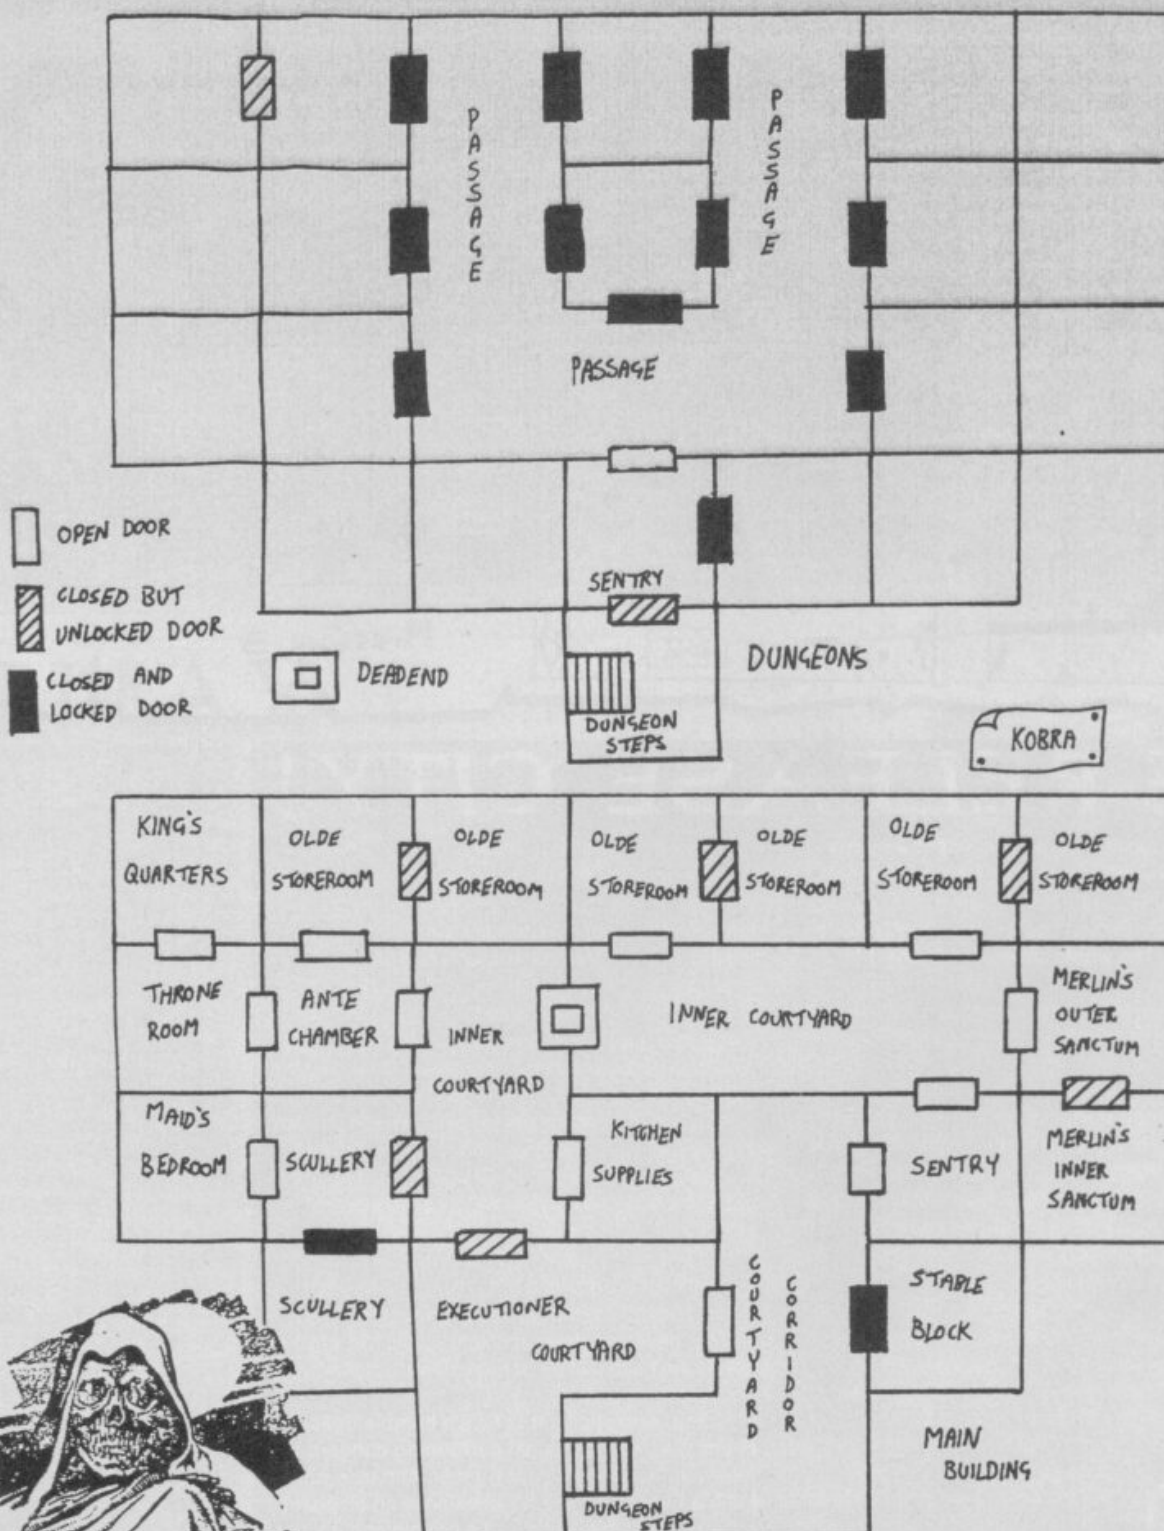 PASSAGE
PASSAGE
PASSAGE
OPEN DOOR
CLOSED BUT
UNLOCKED DOOR
CLOSED AND
LOCKED DOOR
DEADEND
SENTRY
DUNGEONS
DUNGEON
STEPS
KOBRA
KING'S
QUARTERS
OLDE
STOREROOM
OLDE
STOREROOM
OLDE
STOREROOM
OLDE
STOREROOM
OLDE
STOREROOM
OLDE
STOREROOM
THRONE
ROOM
ANTE
CHAMBER
INNER
COURTYARD
INNER COURTYARD
MERLIN'S
OUTER
SANCTUM
MAID'S
BEDROOM
SCULLERY
KITCHEN
SUPPLIES
SENTRY
MERLIN'S
INNER
SANCTUM
SCULLERY
EXECUTIONER
COURTYARD
COURTYARD
CORRIDOR
STABLE
BLOCK
DUNGEON
STEPS
MAIN
BUILDING